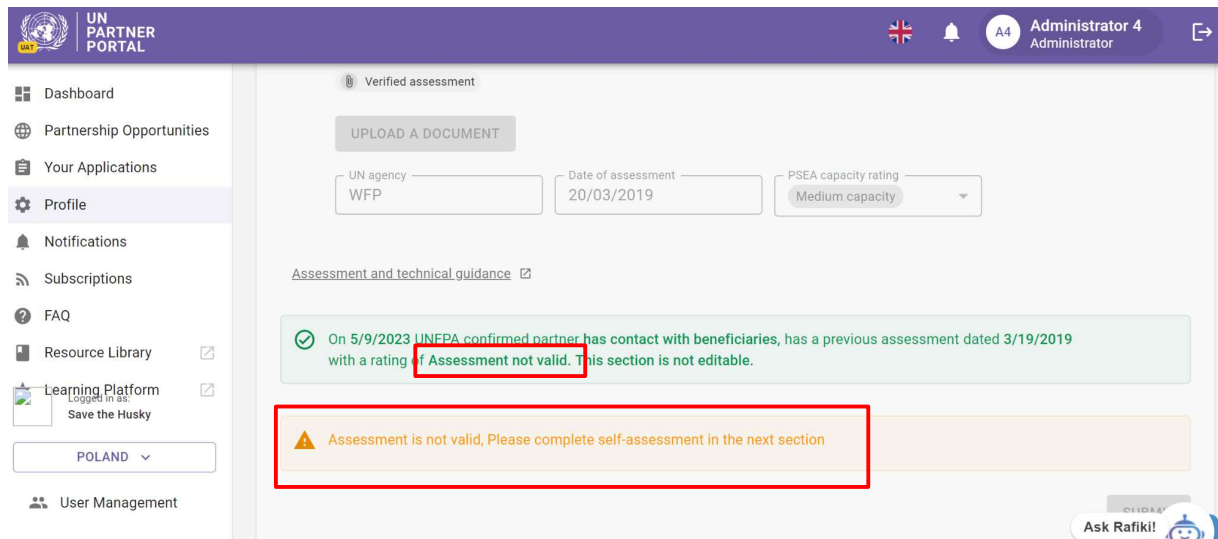 UN
PARTNER
PORTAL
UAT
A4
Administrator 4
Administrator
Dashboard
Partnership Opportunities
Your Applications
Profile
Notifications
Subscriptions
FAQ
Resource Library
Learning Platform
Logged in as:
Save the Husky
POLAND
User Management
Verified assessment
UPLOAD A DOCUMENT
UN agency
WFP
Date of assessment
20/03/2019
PSEA capacity rating
Medium capacity
Assessment and technical guidance
On 5/9/2023 UNFPA confirmed partner has contact with beneficiaries, has a previous assessment dated 3/19/2019
with a rating of Assessment not valid. This section is not editable.
Assessment is not valid, Please complete self-assessment in the next section
Ask Rafiki!